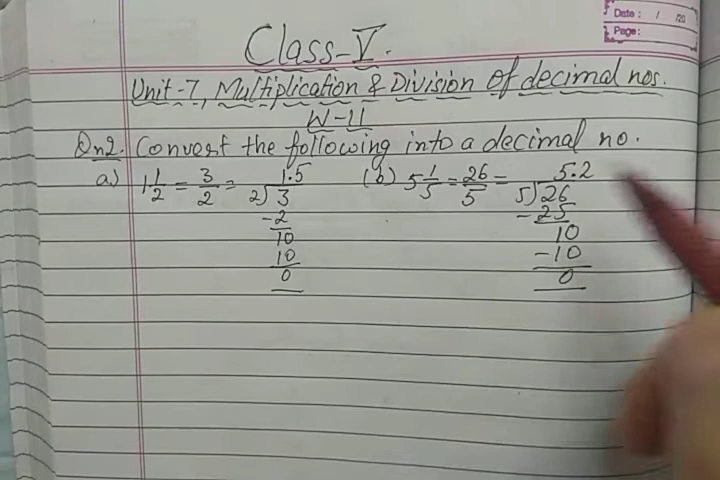 Date: / /20
Page:
Class-V.
Unit-7, Multiplication & Division of decimal nos.
W-11
Qn2. Convert the following into a decimal no.
a) 1 1/2 = 3/2 = 2)3 1.5 (b) 5 1/5 = 26/5 = 5)26 5.2
-2 -25
10 10
10 -10
0 0